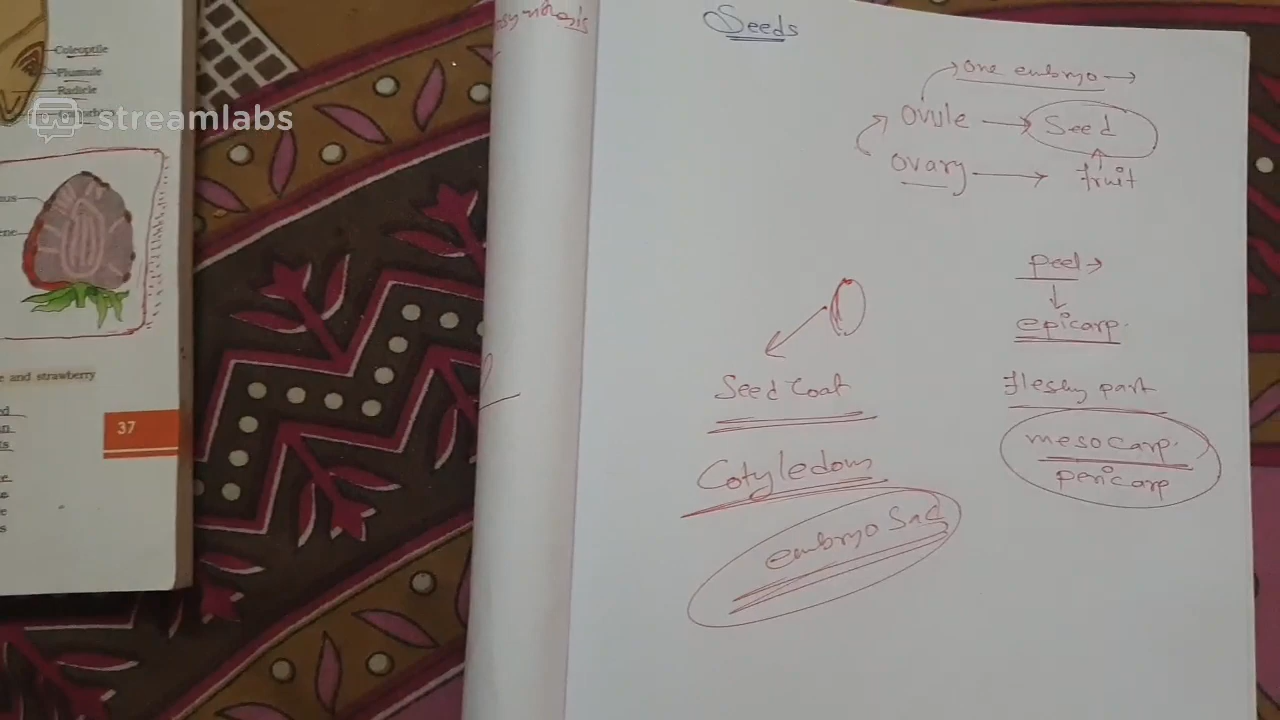 Coleoptile
Plumule
Radicle
streamlabs
e and strawberry
37
Seeds
One embryo
Ovule
Seed
Ovary
fruit
peel
epicarp.
Seed Coat
fleshy part
mesocarp.
pericarp
Cotyledom
embryo Sac